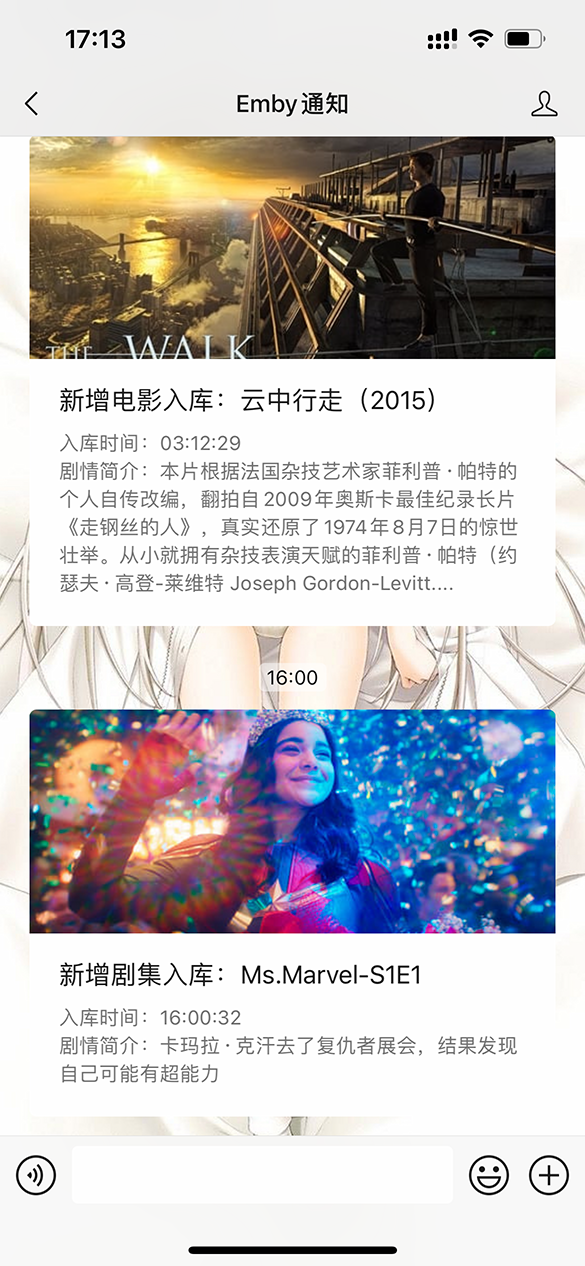 17:13
Emby通知
THE WALK
新增电影入库：云中行走（2015）
入库时间：03:12:29
剧情简介：本片根据法国杂技艺术家菲利普·帕特的
个人自传改编，翻拍自2009年奥斯卡最佳纪录长片
《走钢丝的人》，真实还原了1974年8月7日的惊世
壮举。从小就拥有杂技表演天赋的菲利普·帕特（约
瑟夫·高登-莱维特 Joseph Gordon-Levitt....
16:00
新增剧集入库：Ms.Marvel-S1E1
入库时间：16:00:32
剧情简介：卡玛拉·克汗去了复仇者展会，结果发现
自己可能有超能力